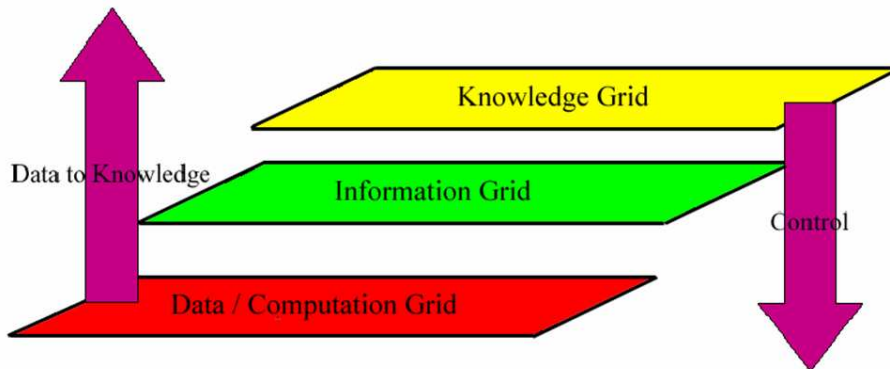 Knowledge Grid
Data to Knowledge
Information Grid
Control
Data / Computation Grid